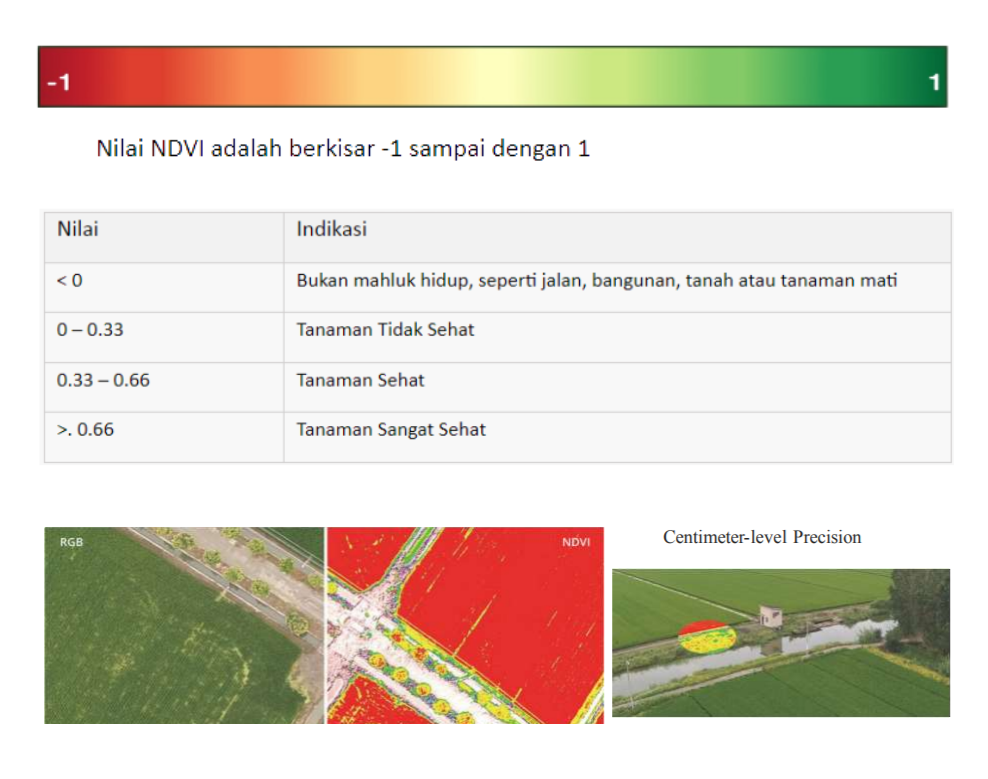 -1 1
Nilai NDVI adalah berkisar -1 sampai dengan 1
Nilai Indikasi
< 0 Bukan mahluk hidup, seperti jalan, bangunan, tanah atau tanaman mati
0 – 0.33 Tanaman Tidak Sehat
0.33 – 0.66 Tanaman Sehat
>. 0.66 Tanaman Sangat Sehat
RGB NDVI
Centimeter-level Precision